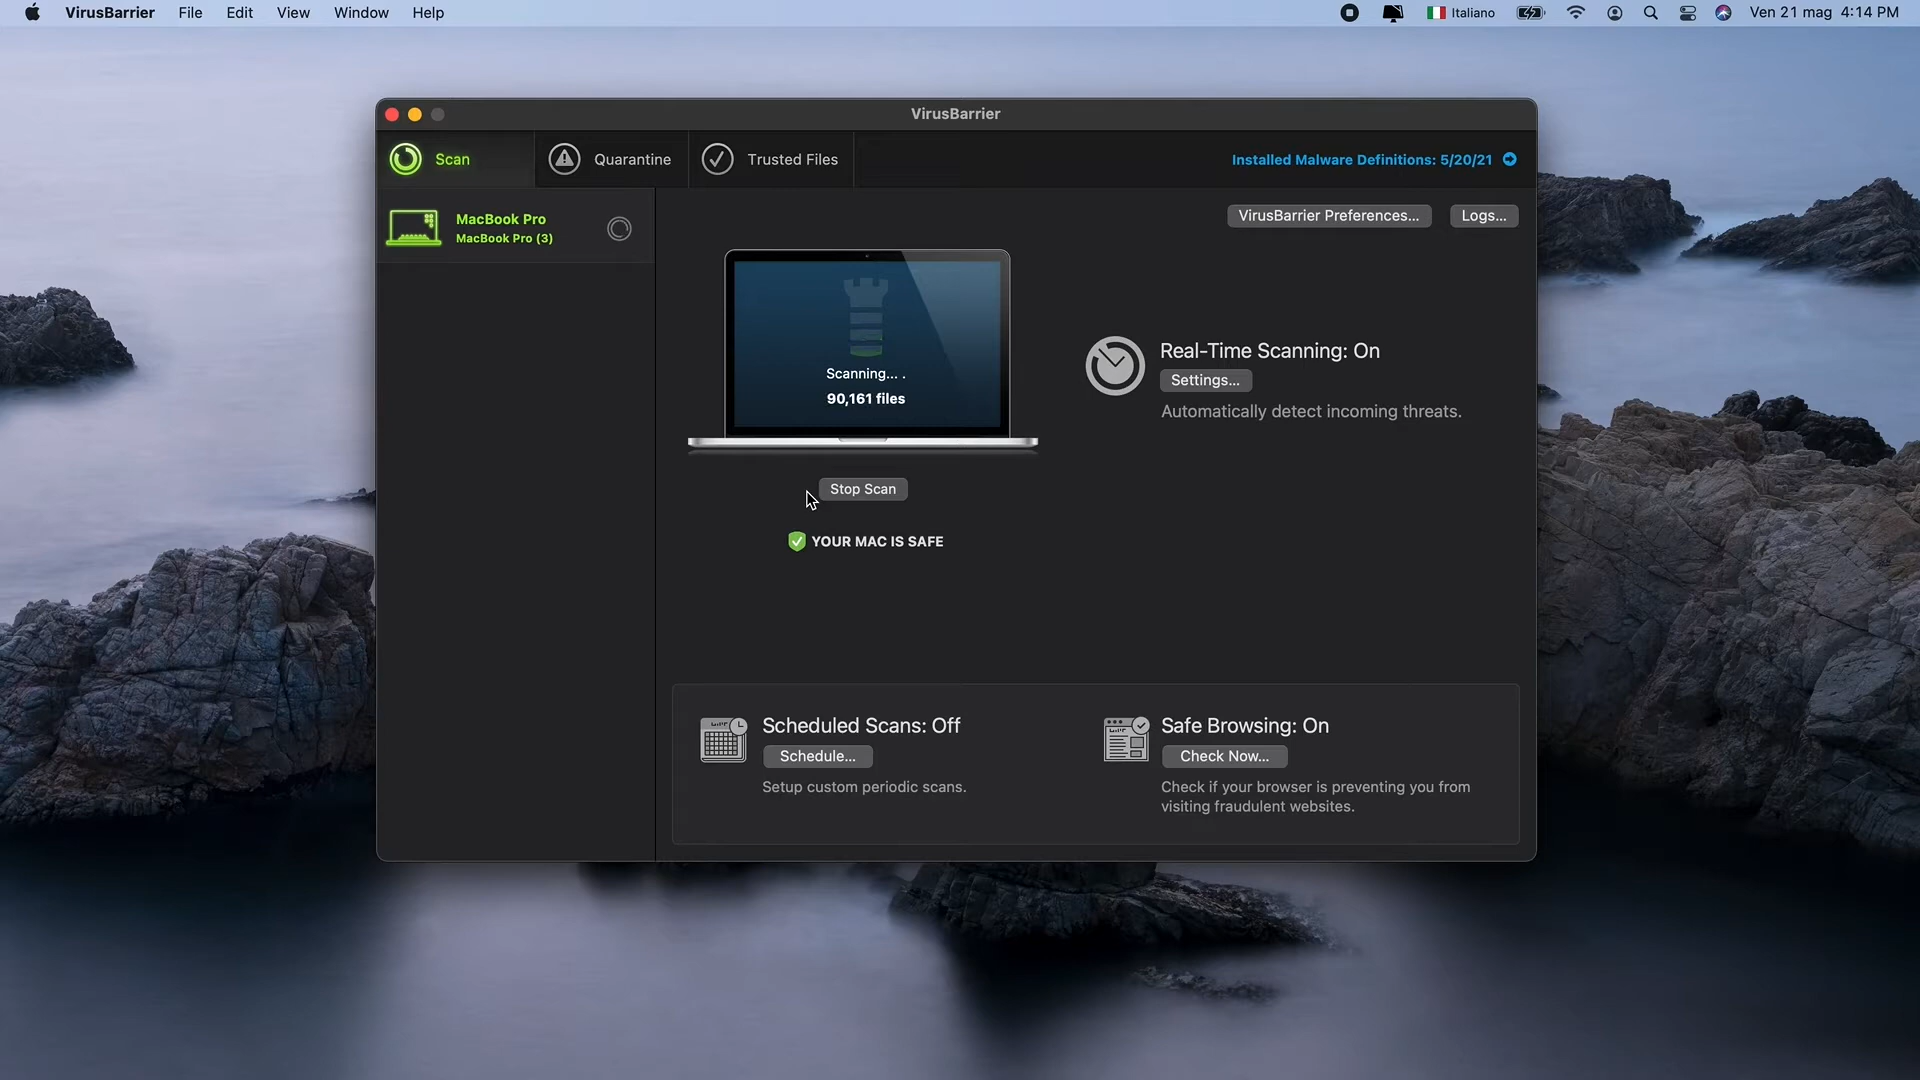 VirusBarrier File Edit View Window Help
Italiano Ven 21 mag 4:14 PM
VirusBarrier
Scan Quarantine Trusted Files Installed Malware Definitions: 5/20/21
MacBook Pro
MacBook Pro (3)
VirusBarrier Preferences... Logs...
Scanning... .
90,161 files
Stop Scan
YOUR MAC IS SAFE
Real-Time Scanning: On
Settings...
Automatically detect incoming threats.
Scheduled Scans: Off
Schedule...
Setup custom periodic scans.
Safe Browsing: On
Check Now...
Check if your browser is preventing you from
visiting fraudulent websites.